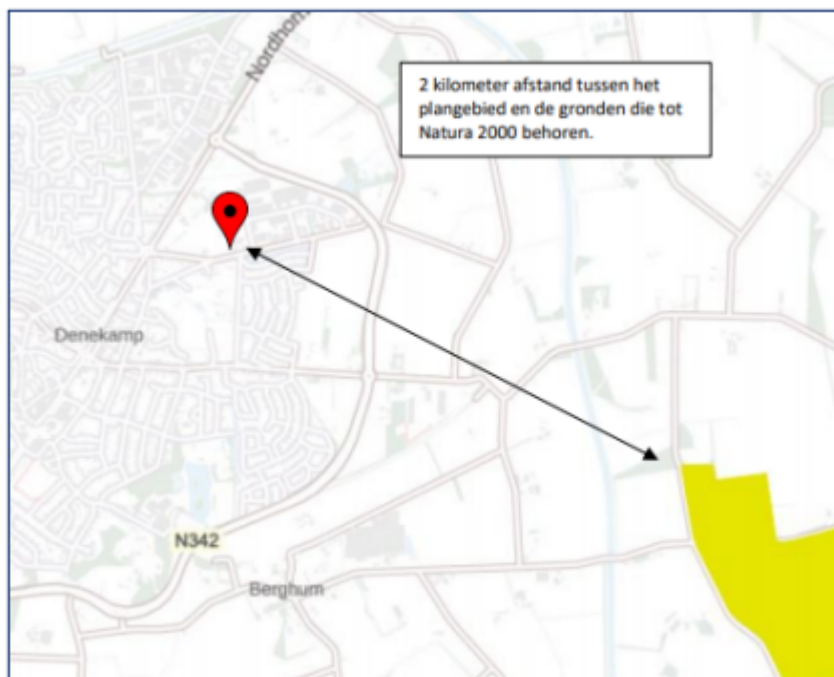 Nordhorn
2 kilometer afstand tussen het
plangebied en de gronden die tot
Natura 2000 behoren.
Denekamp
N342
Berghum